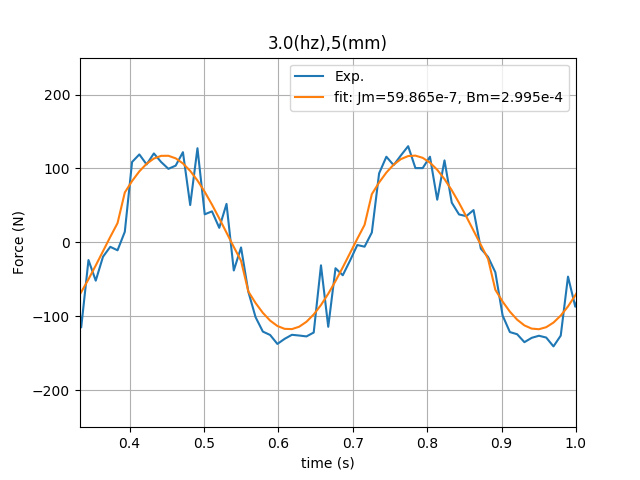 3.0(hz),5(mm)
Exp.
fit: Jm=59.865e-7, Bm=2.995e-4
Force (N)
200
100
0
−100
−200
0.4 0.5 0.6 0.7 0.8 0.9 1.0
time (s)